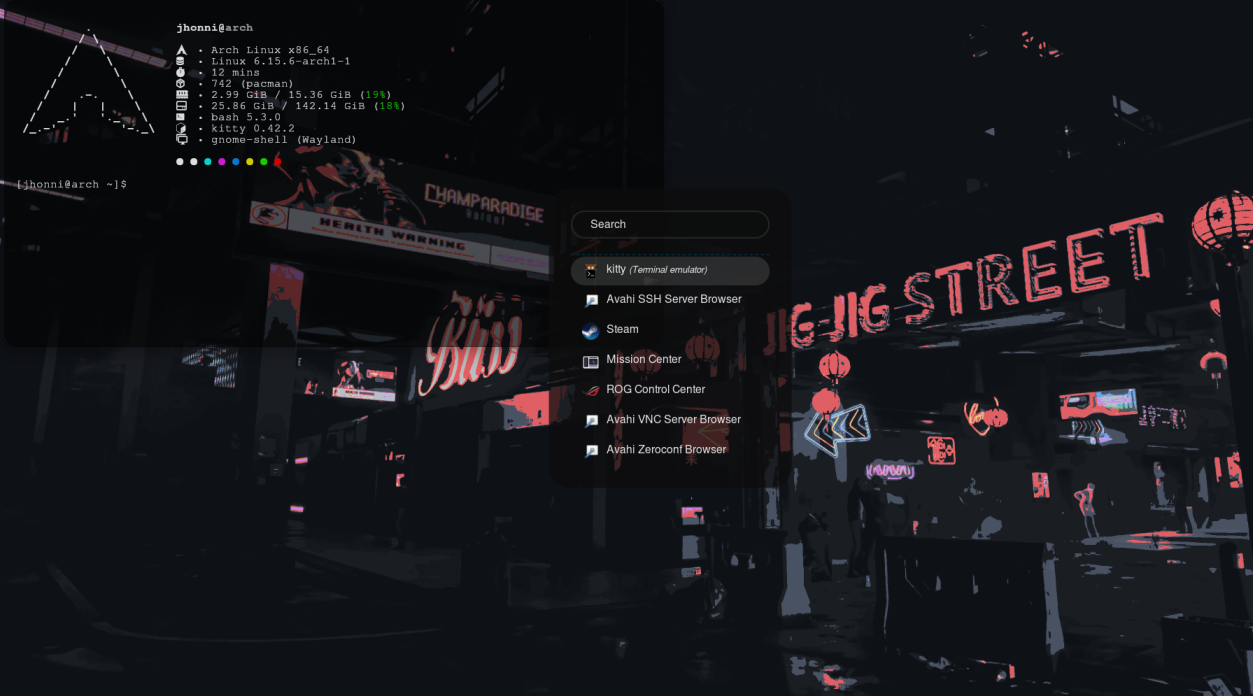 jhonni@arch
• Arch Linux x86_64
• Linux 6.15.6-arch1-1
• 12 mins
• 742 (pacman)
• 2.99 GiB / 15.36 GiB (19%)
• 25.86 GiB / 142.14 GiB (18%)
• bash 5.3.0
• kitty 0.42.2
• gnome-shell (Wayland)
[jhonni@arch ~]$
CHAMPARADISE
HEALTH WARNING
Search
kitty (Terminal emulator)
Avahi SSH Server Browser
Steam
Mission Center
ROG Control Center
Avahi VNC Server Browser
Avahi Zeroconf Browser
G-JIG STREET